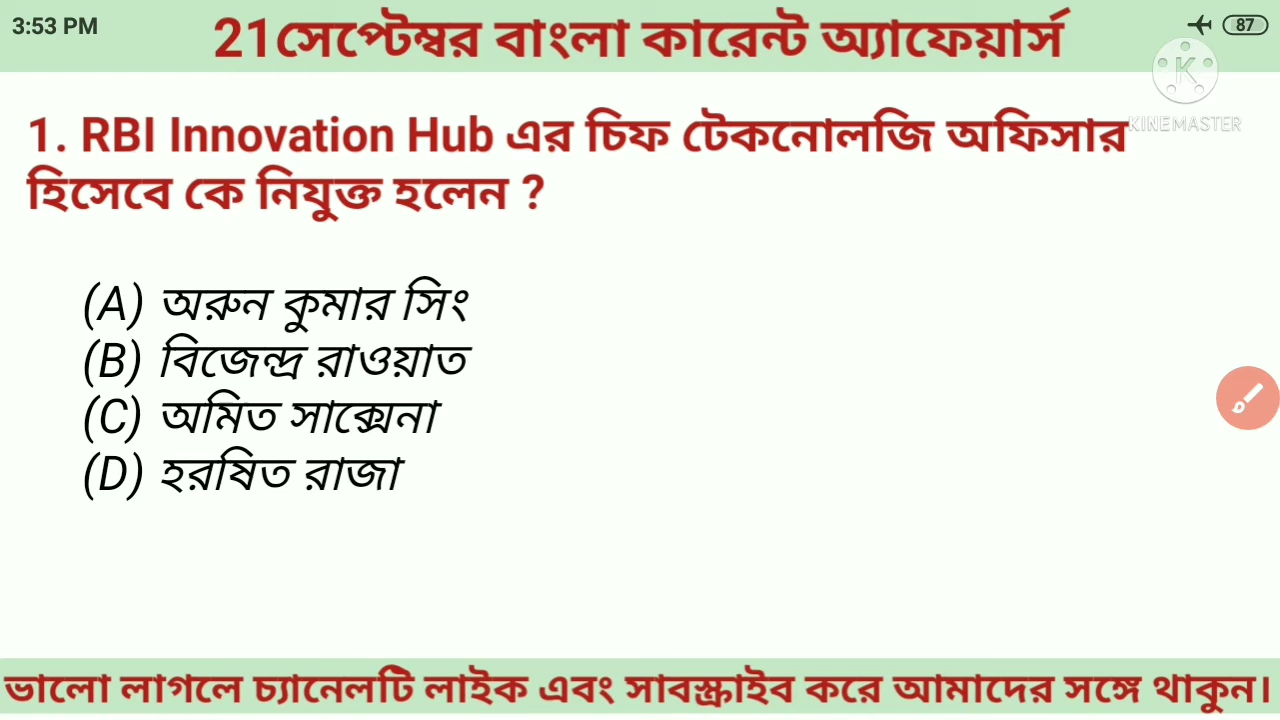 3:53 PM
87
21সেপ্টেম্বর বাংলা কারেন্ট অ্যাফেয়ার্স
KINEMASTER
1. RBI Innovation Hub এর চিফ টেকনোলজি অফিসার
হিসেবে কে নিযুক্ত হলেন ?
(A) অরুন কুমার সিং
(B) বিজেন্দ্র রাওয়াত
(C) অমিত সাক্সেনা
(D) হরষিত রাজা
ভালো লাগলে চ্যানেলটি লাইক এবং সাবস্ক্রাইব করে আমাদের সঙ্গে থাকুন।